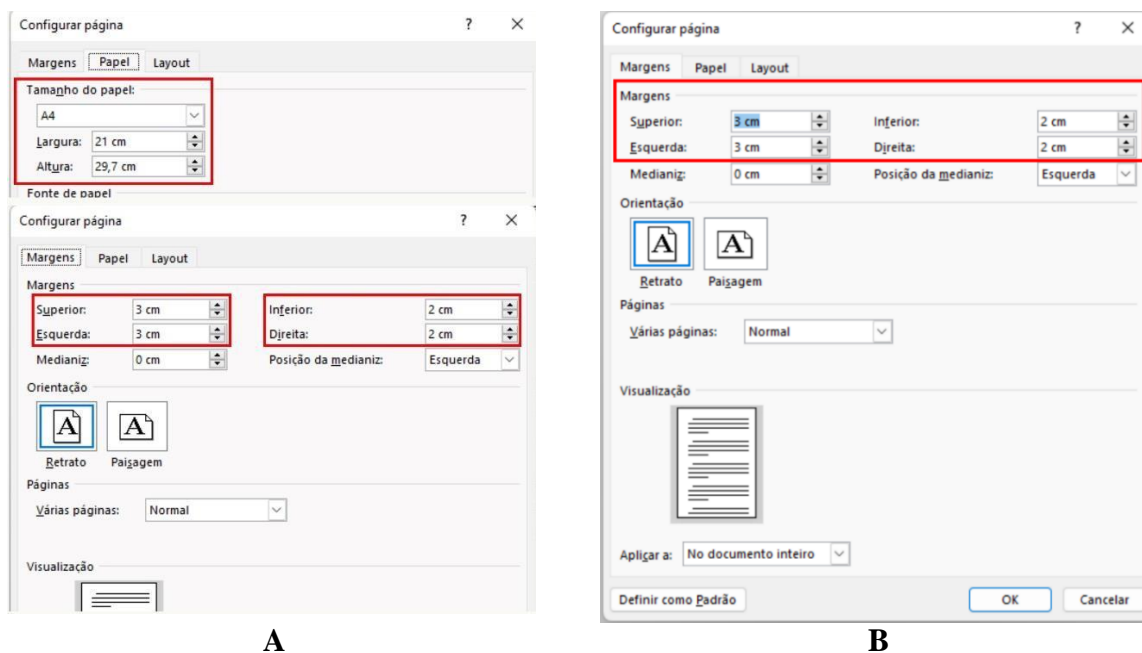 Configurar página ? ×
Margens Papel Layout
Tamanho do papel:
A4
Largura: 21 cm
Altura: 29,7 cm
Fonte de papel
Configurar página ? ×
Margens Papel Layout
Margens
Superior: 3 cm Inferior: 2 cm
Esquerda: 3 cm Direita: 2 cm
Medianiz: 0 cm Posição da medianiz: Esquerda
Orientação
A A
Retrato Paisagem
Páginas
Várias páginas: Normal
Visualização
A
Configurar página ? ×
Margens Papel Layout
Margens
Superior: 3 cm Inferior: 2 cm
Esquerda: 3 cm Direita: 2 cm
Medianiz: 0 cm Posição da medianiz: Esquerda
Orientação
A A
Retrato Paisagem
Páginas
Várias páginas: Normal
Visualização
Aplicar a: No documento inteiro
Definir como Padrão OK Cancelar
B